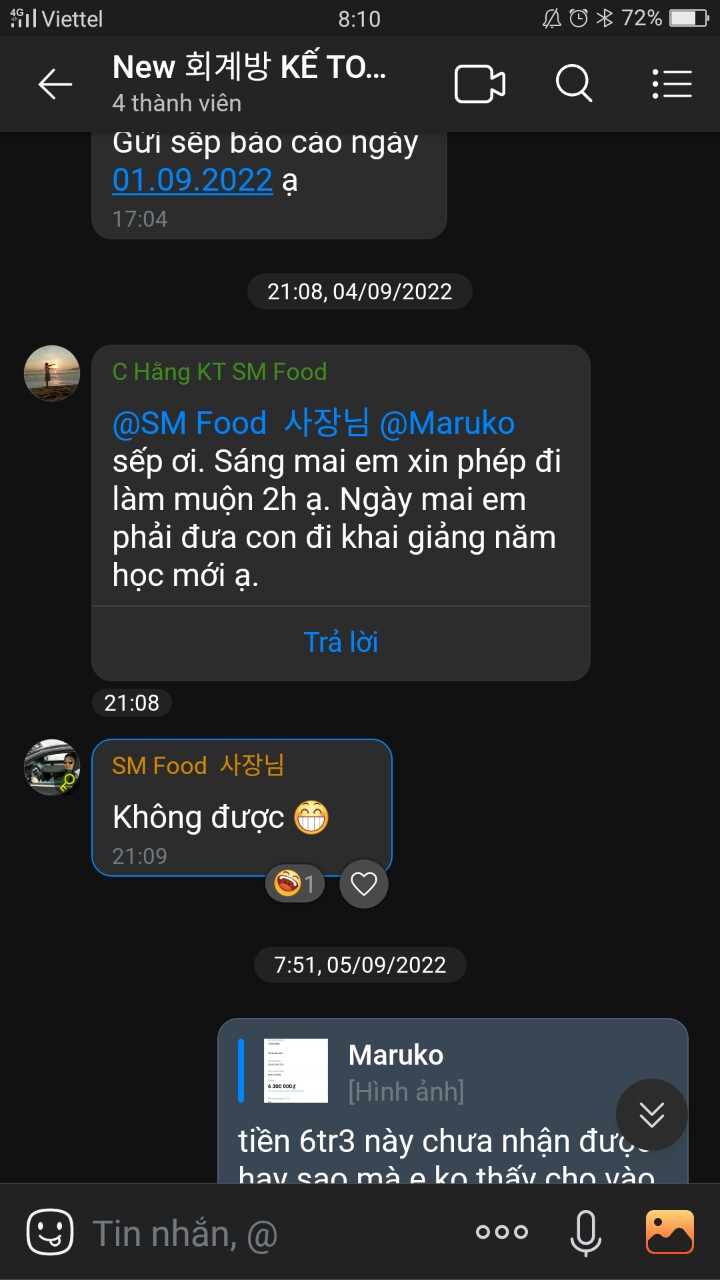 4G Viettel 8:10 72%
New 회계방 KẾ TO...
4 thành viên
Gửi sếp báo cáo ngày
01.09.2022 ạ
17:04
21:08, 04/09/2022
C Hằng KT SM Food
@SM Food 사장님 @Maruko
sếp ơi. Sáng mai em xin phép đi
làm muộn 2h ạ. Ngày mai em
phải đưa con đi khai giảng năm
học mới ạ.
Trả lời
21:08
SM Food 사장님
Không được 😁
21:09
1
7:51, 05/09/2022
Maruko
6 300 000₫
[Hình ảnh]
tiền 6tr3 này chưa nhận được
hay sao mà e ko thấy cho vào
Tin nhắn, @